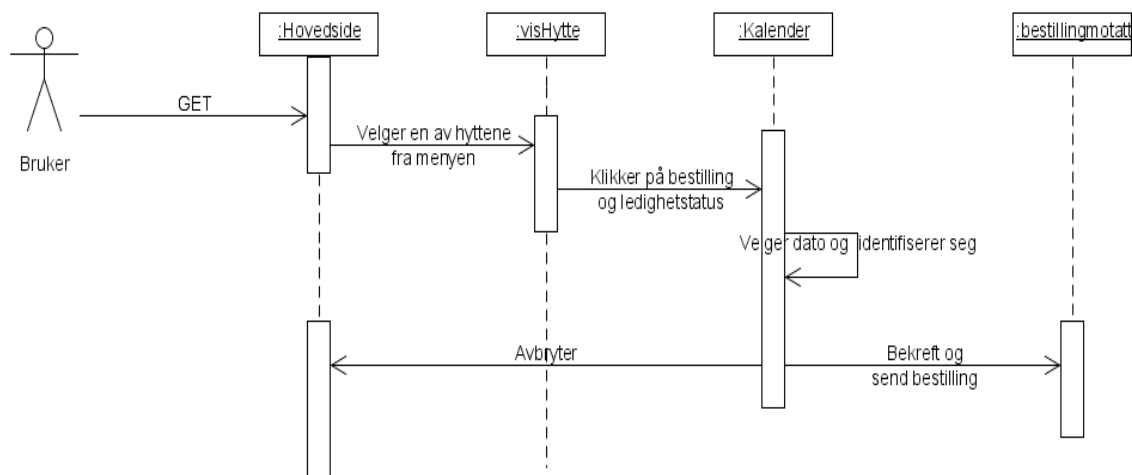 :Hovedside
:visHytte
:Kalender
:bestillingmotatt
GET
Bruker
Velger en av hyttene
fra menyen
Klikker på bestilling
og ledighetstatus
Velger dato og identifiserer seg
Avbryter
Bekreft og
send bestilling